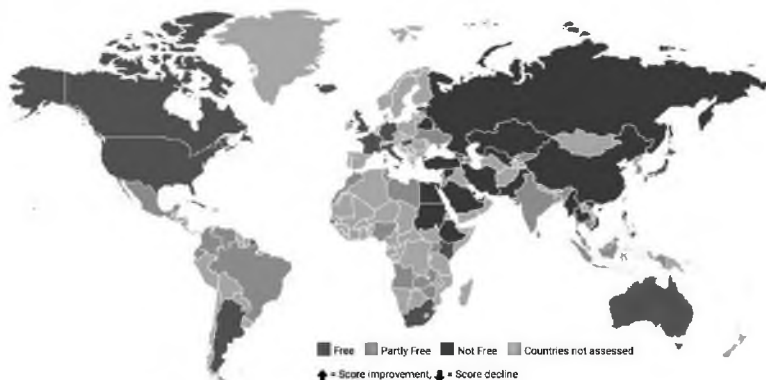 Free Partly Free Not Free Countries not assessed
= Score improvement, = Score decline